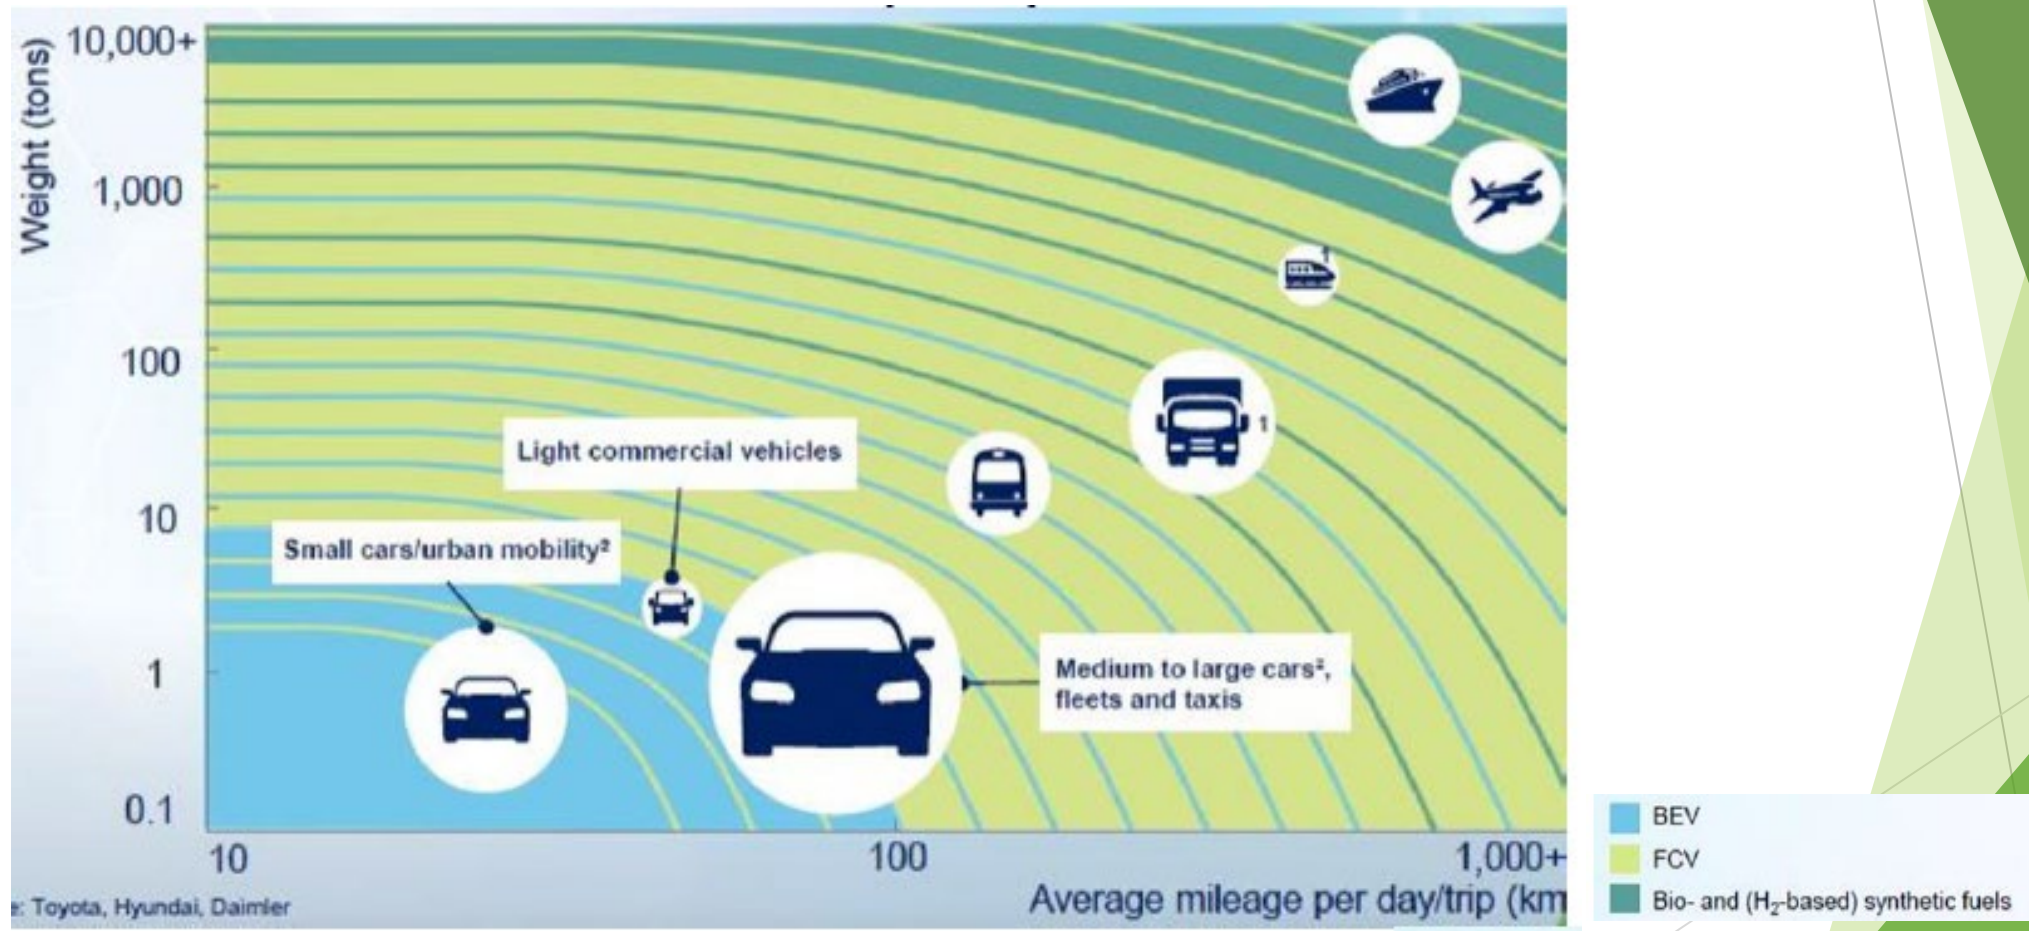 Weight (tons)
10,000+
1,000
100
10
1
0.1
Light commercial vehicles
Small cars/urban mobility²
1
1
Medium to large cars²,
fleets and taxis
10
100
1,000+
Average mileage per day/trip (km
: Toyota, Hyundai, Daimler
BEV
FCV
Bio- and (H₂-based) synthetic fuels